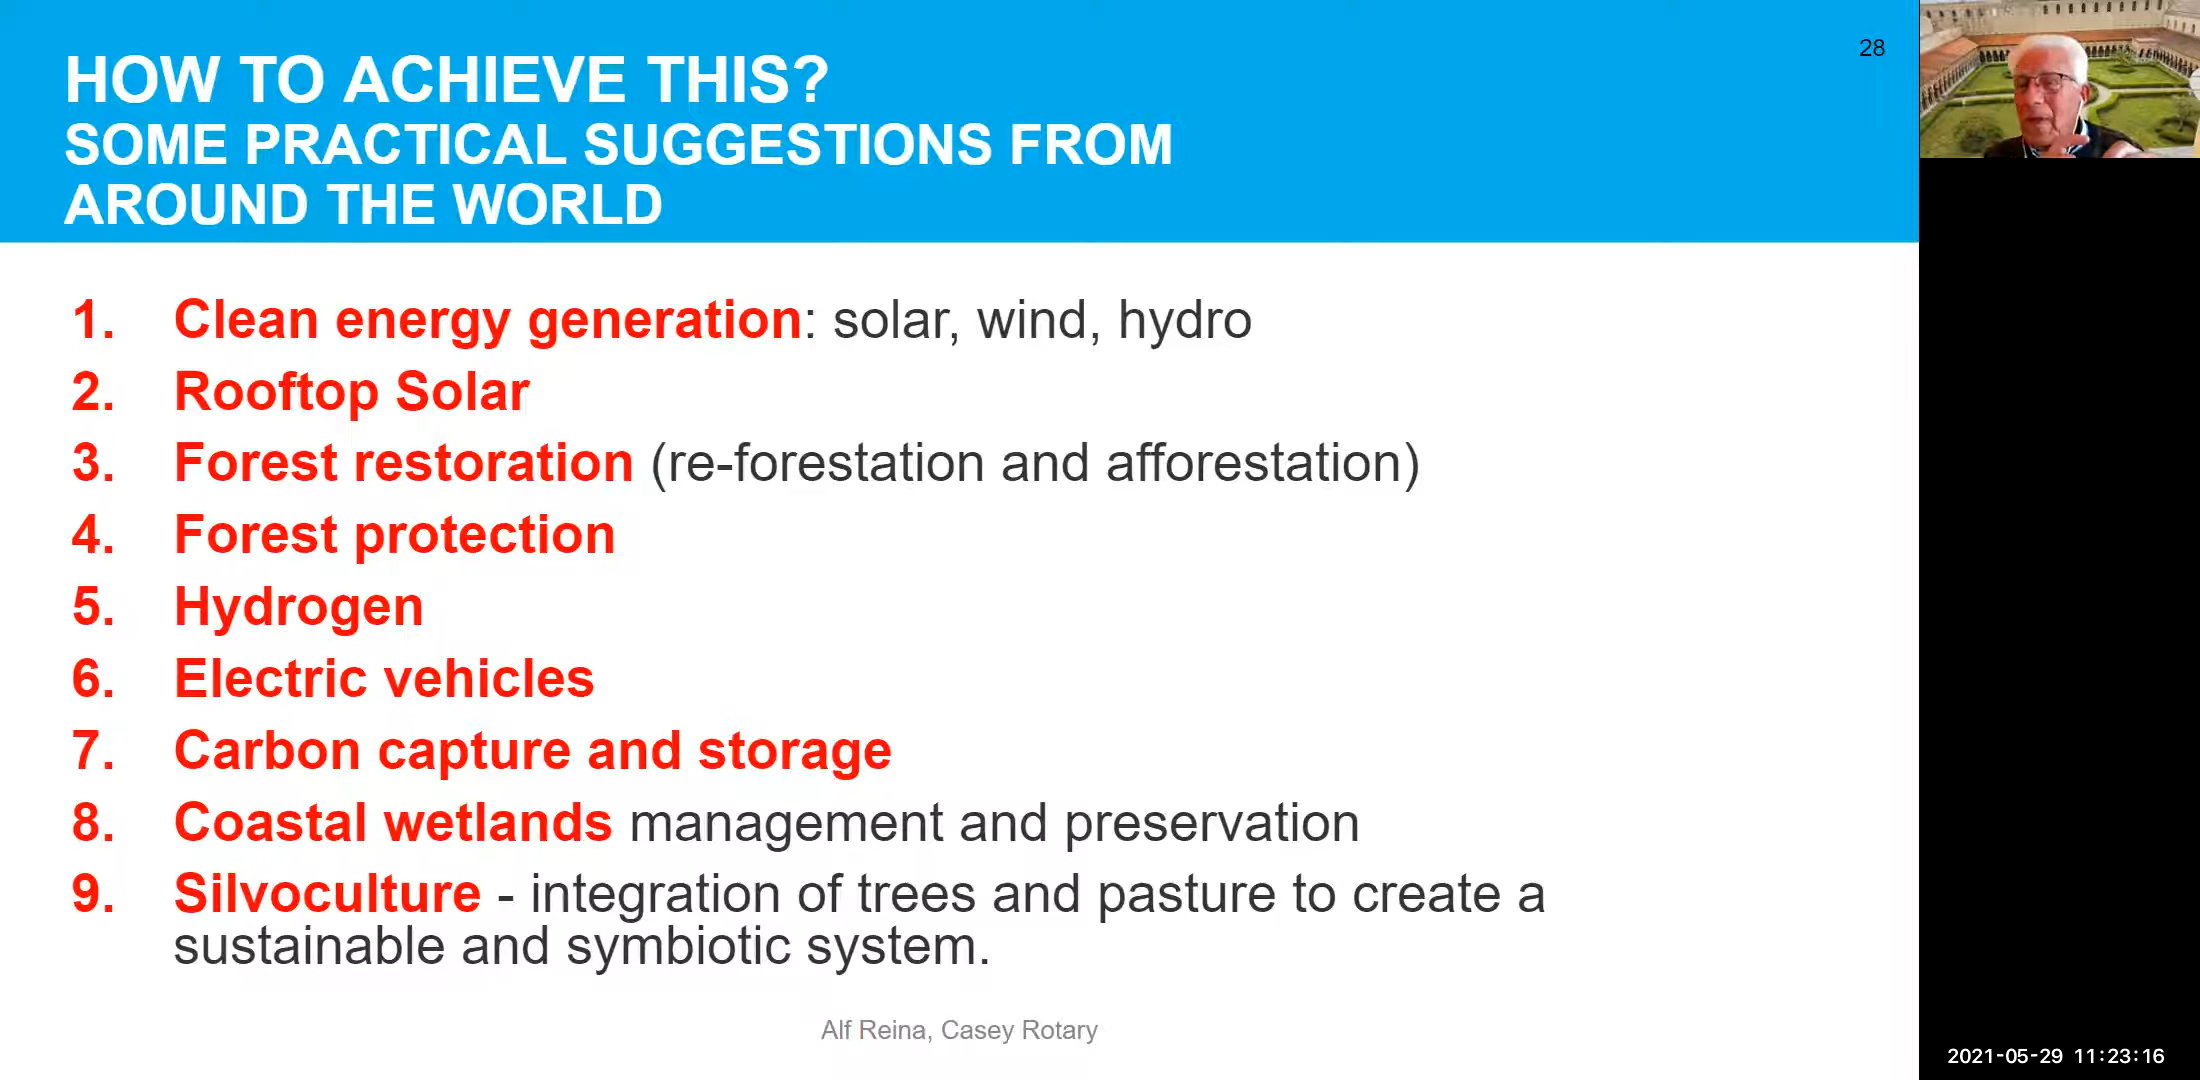 28
HOW TO ACHIEVE THIS?
SOME PRACTICAL SUGGESTIONS FROM
AROUND THE WORLD
1. Clean energy generation: solar, wind, hydro
2. Rooftop Solar
3. Forest restoration (re-forestation and afforestation)
4. Forest protection
5. Hydrogen
6. Electric vehicles
7. Carbon capture and storage
8. Coastal wetlands management and preservation
9. Silvoculture - integration of trees and pasture to create a
sustainable and symbiotic system.
Alf Reina, Casey Rotary
2021-05-29 11:23:16